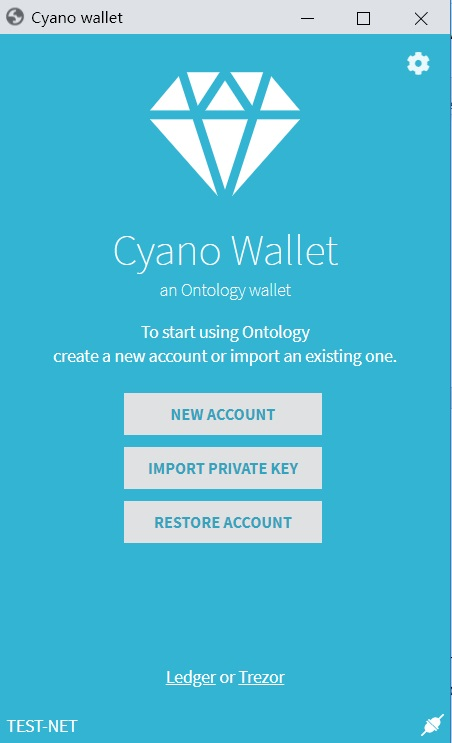 Cyano wallet
Cyano Wallet
an Ontology wallet
To start using Ontology
create a new account or import an existing one.
NEW ACCOUNT
IMPORT PRIVATE KEY
RESTORE ACCOUNT
Ledger or Trezor
TEST-NET